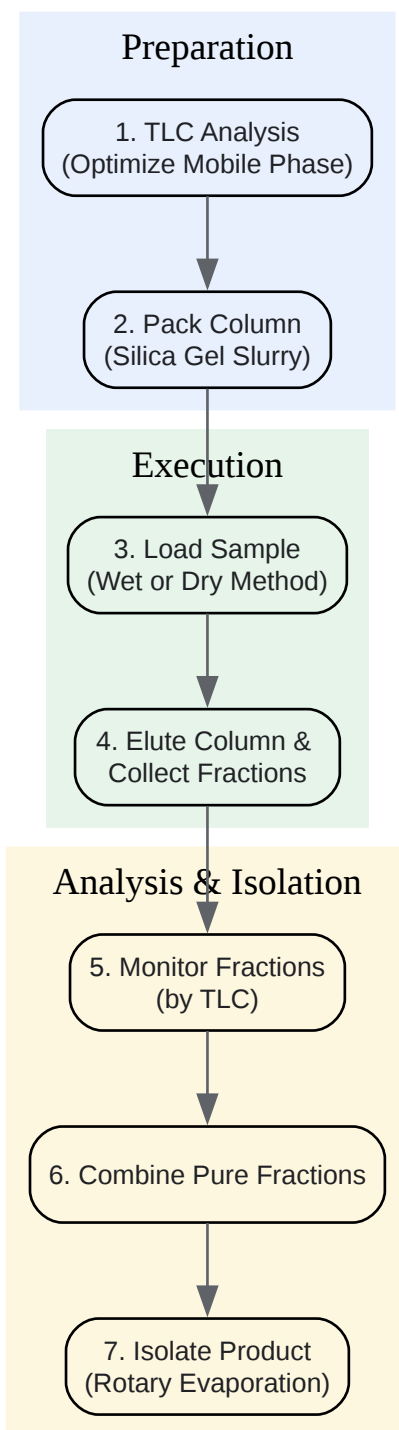 Preparation
1. TLC Analysis
(Optimize Mobile Phase)
2. Pack Column
(Silica Gel Slurry)
Execution
3. Load Sample
(Wet or Dry Method)
4. Elute Column &
Collect Fractions
Analysis & Isolation
5. Monitor Fractions
(by TLC)
6. Combine Pure Fractions
7. Isolate Product
(Rotary Evaporation)